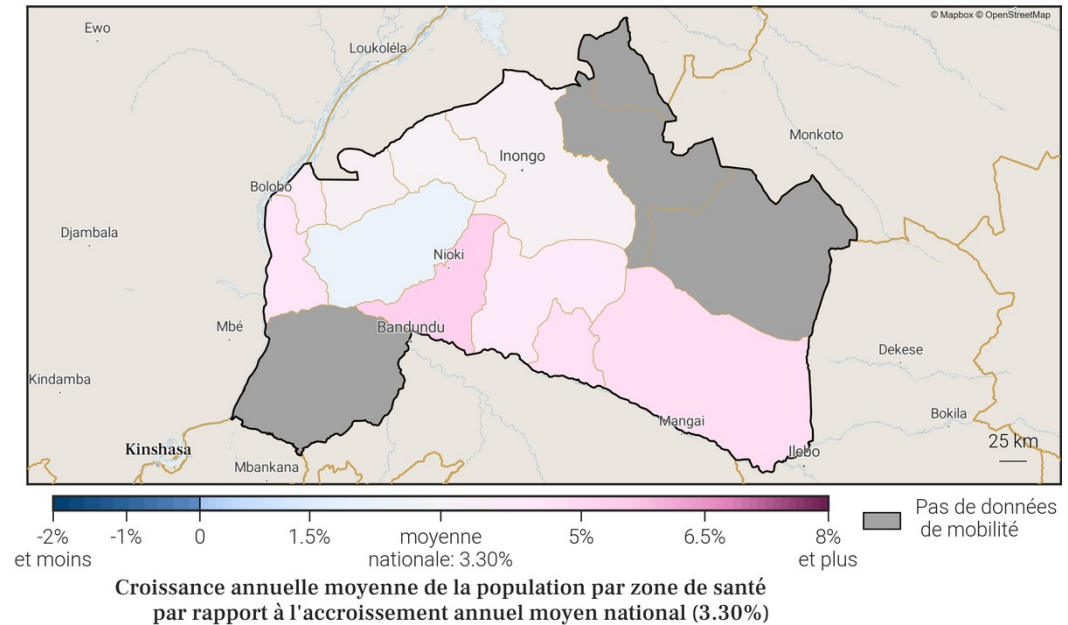 © Mapbox © OpenStreetMap
Ewo
Loukoléla
Monkoto
Inongo
Bolobo
Djambala
Nioki
Mbé
Bandundu
Dekese
Kindamba
Bokila
Mangai
25 km
Kinshasa
Ilebo
Mbankana
-2%
et moins
-1%
0
1.5%
moyenne
nationale: 3.30%
5%
6.5%
8%
et plus
Pas de données
de mobilité
Croissance annuelle moyenne de la population par zone de santé
par rapport à l'accroissement annuel moyen national (3.30%)